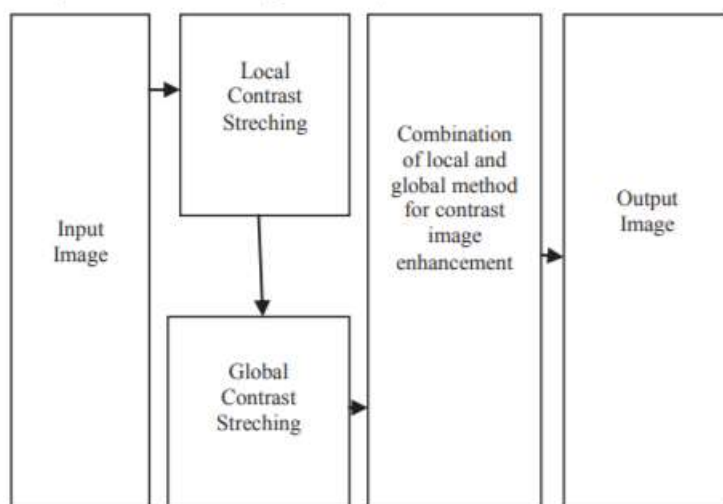 Input
Image
Local
Contrast
Streching
Global
Contrast
Streching
Combination
of local and
global method
for contrast
image
enhancement
Output
Image